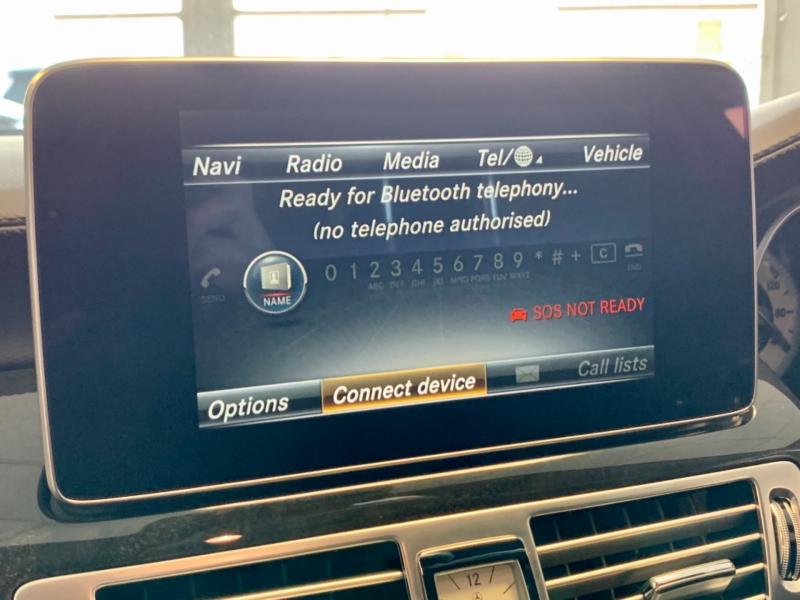 Navi Radio Media Tel/ Vehicle
Ready for Bluetooth telephony...
(no telephone authorised)
SEND NAME 0 1 2 3 4 5 6 7 8 9 * # + C END
ABC DEF GHI JKL MNO PQRS TUV WXYZ
SOS NOT READY
Options Connect device Call lists
12